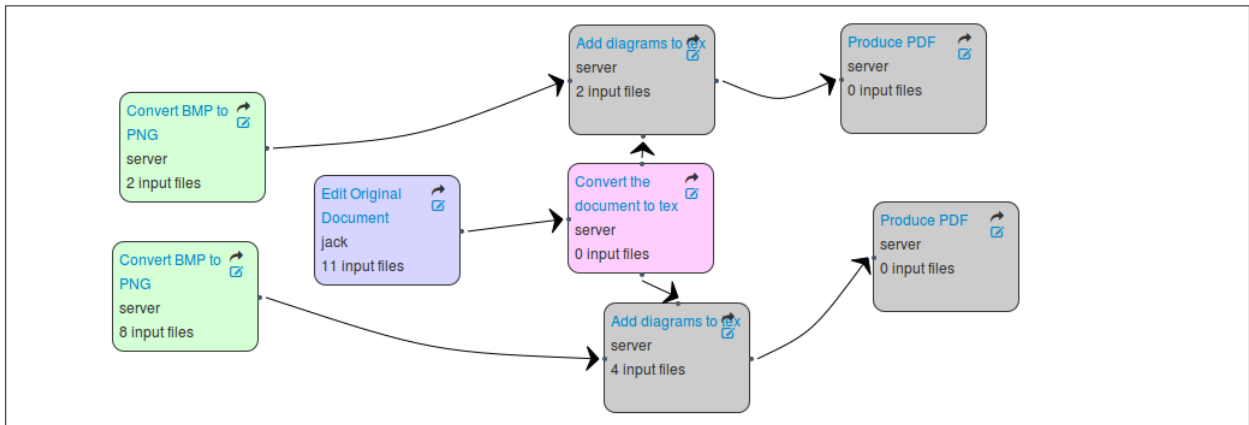 Add diagrams to tex
server
2 input files
Produce PDF
server
0 input files
Convert BMP to
PNG
server
2 input files
Edit Original
Document
jack
11 input files
Convert the
document to tex
server
0 input files
Produce PDF
server
0 input files
Convert BMP to
PNG
server
8 input files
Add diagrams to tex
server
4 input files